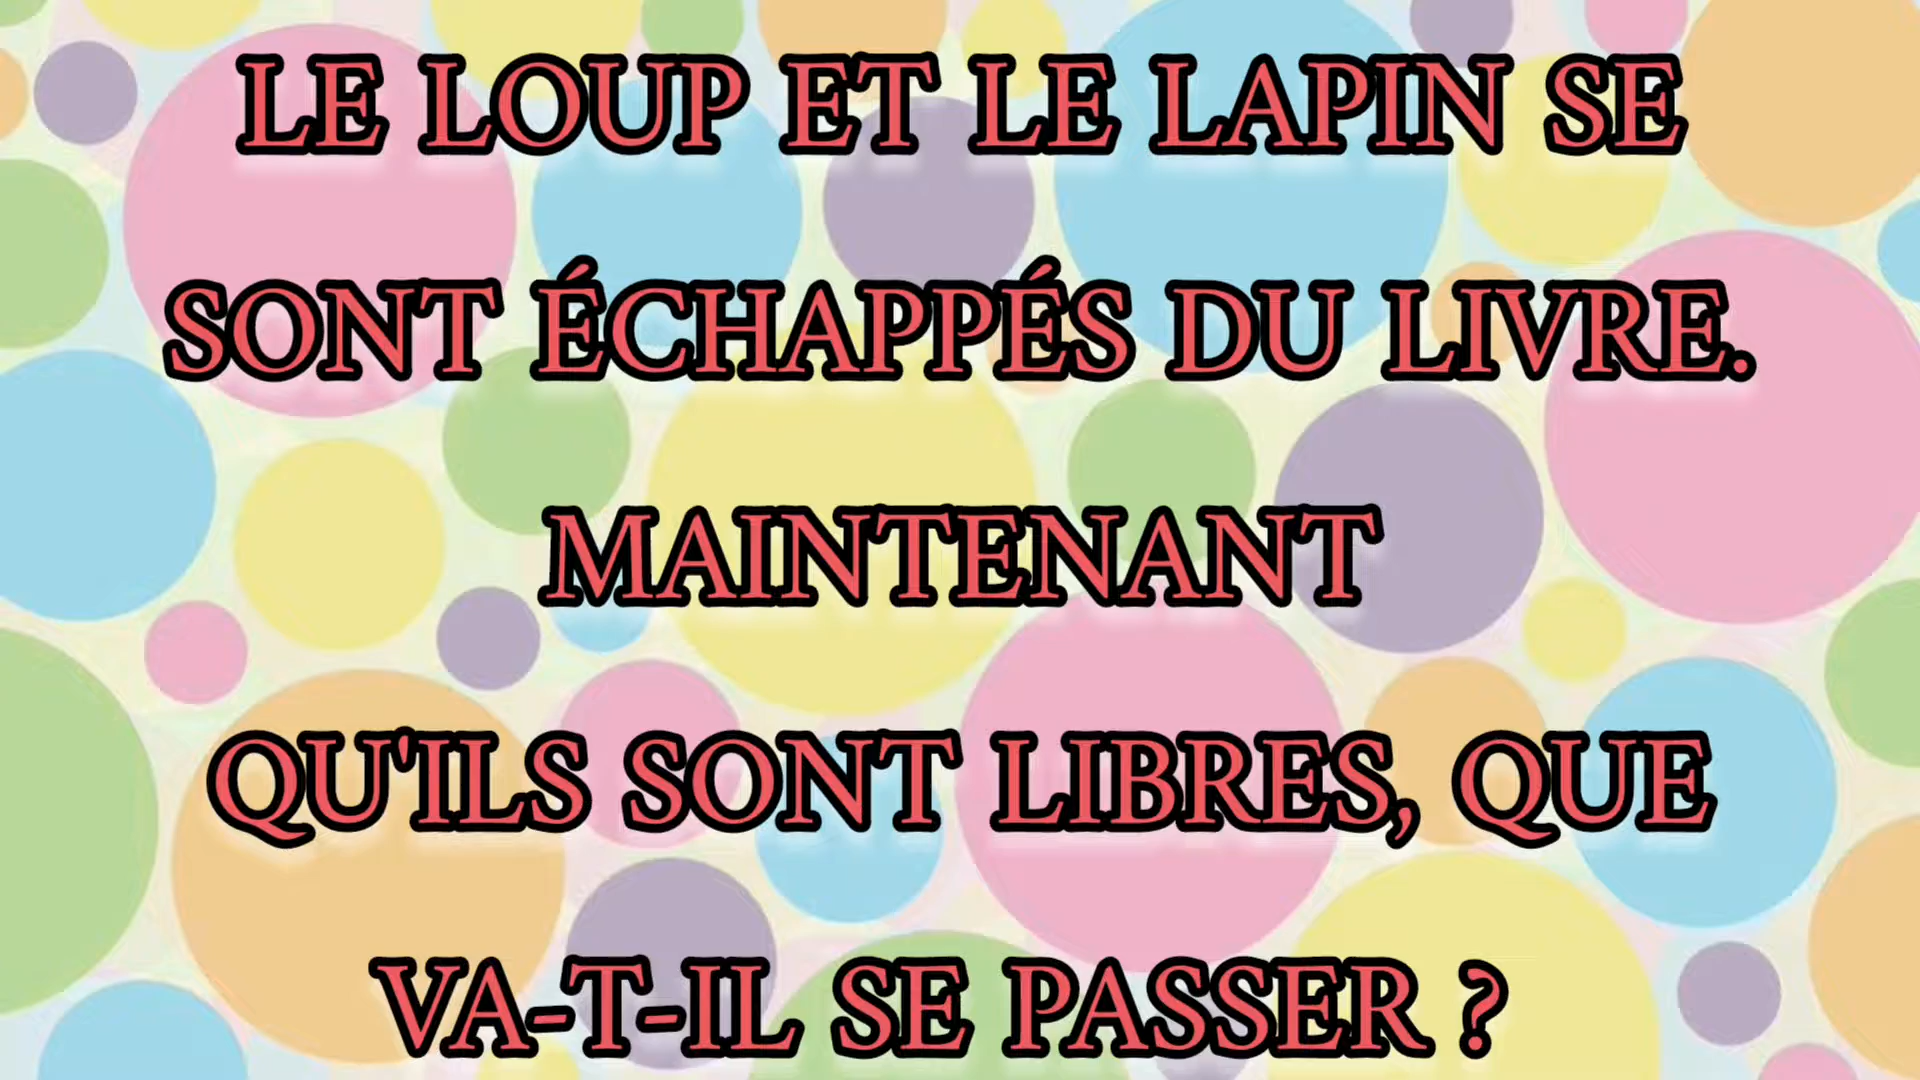 LE LOUP ET LE LAPIN SE
SONT ÉCHAPPÉS DU LIVRE.
MAINTENANT
QU'ILS SONT LIBRES, QUE
VA-T-IL SE PASSER ?